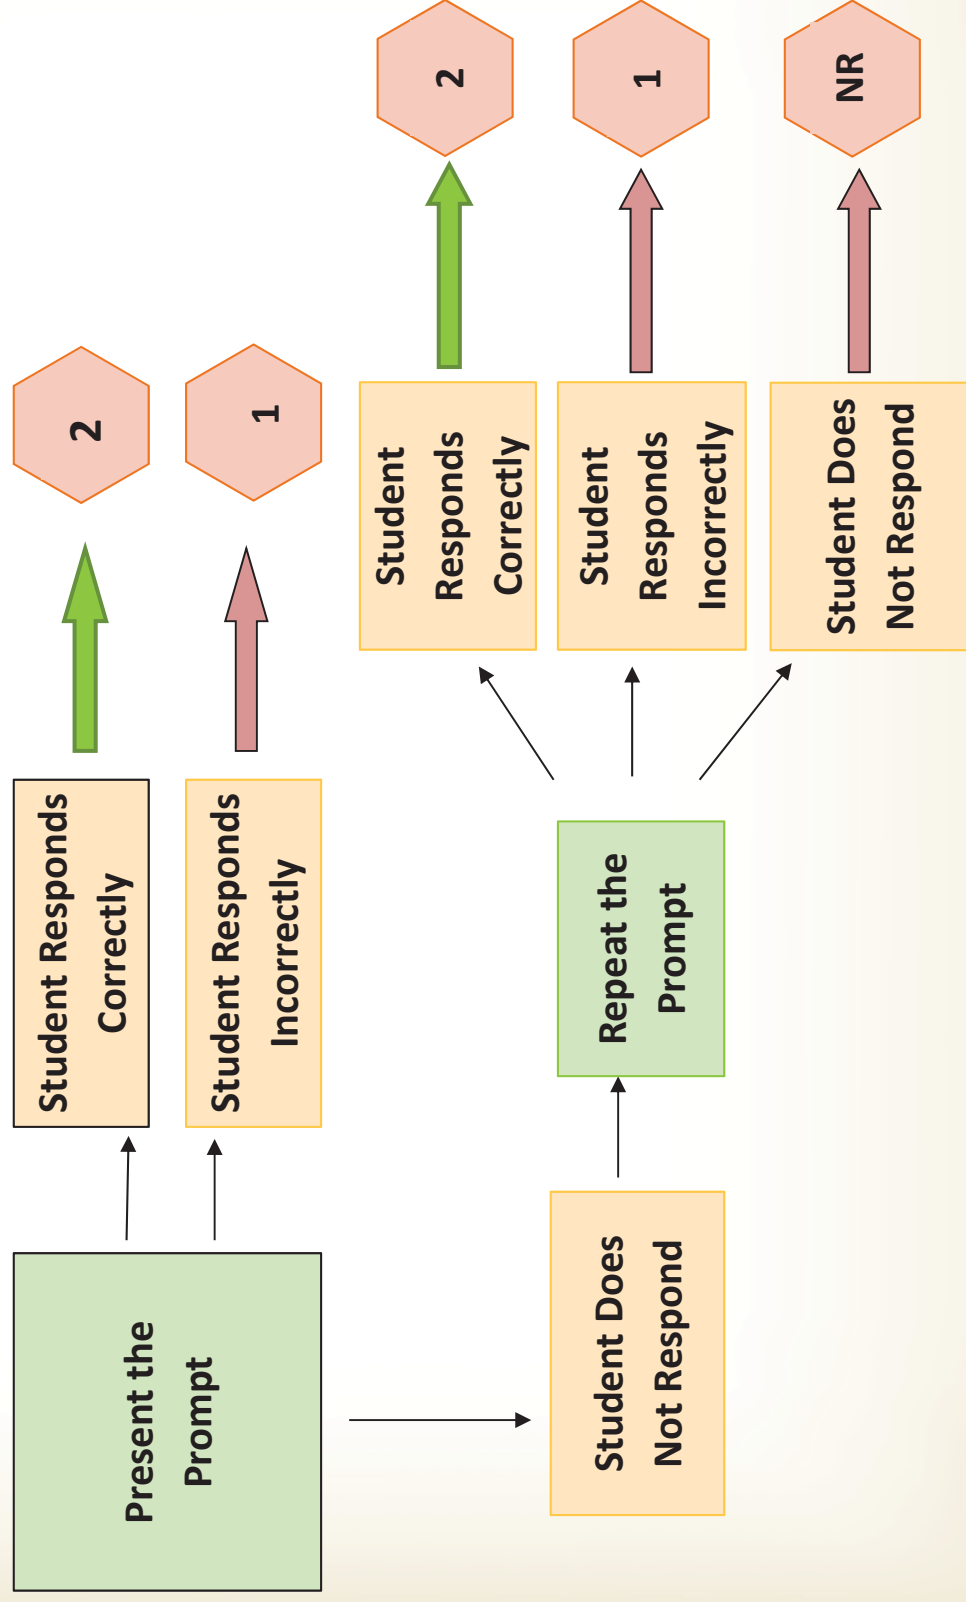 Present the
Prompt
Student Responds
Correctly
2
Student Responds
Incorrectly
1
Student Does
Not Respond
Repeat the
Prompt
Student
Responds
Correctly
2
Student
Responds
Incorrectly
1
Student Does
Not Respond
NR